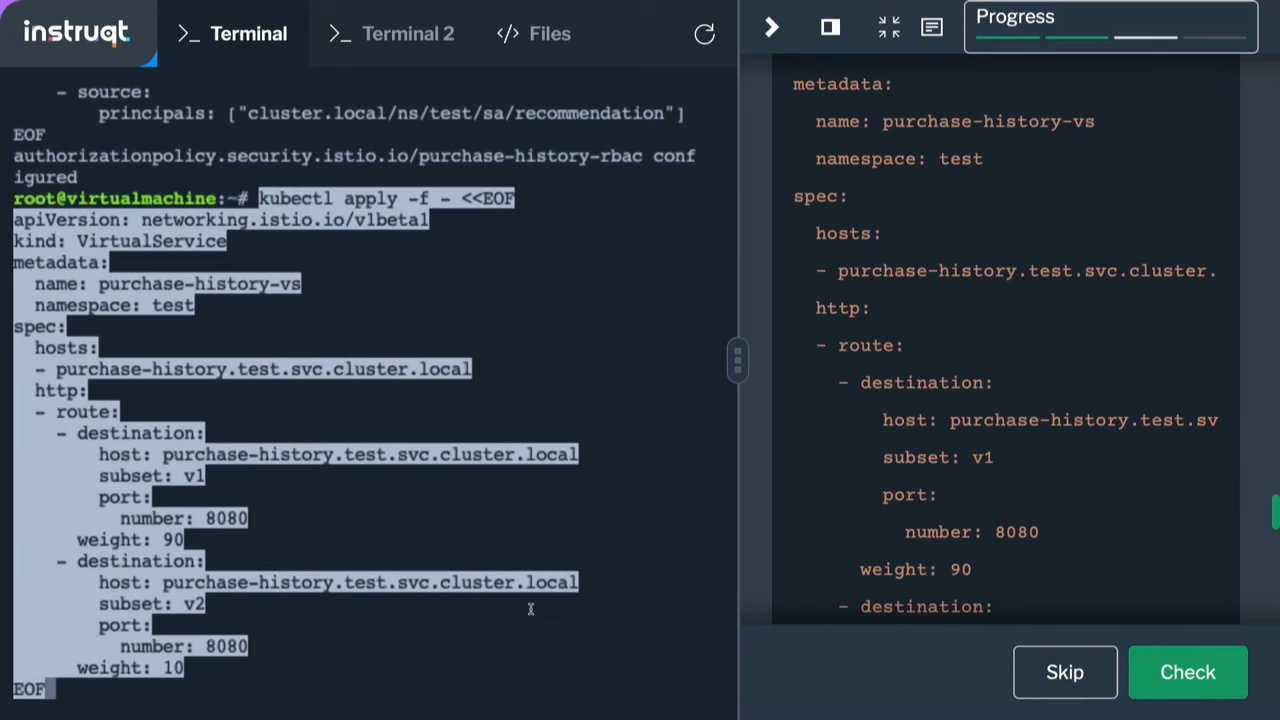 instruqt
>_ Terminal
>_ Terminal 2
</> Files
- source:
principals: ["cluster.local/ns/test/sa/recommendation"]
EOF
authorizationpolicy.security.istio.io/purchase-history-rbac conf
igured
root@virtualmachine:~# kubectl apply -f - <<EOF
apiVersion: networking.istio.io/v1beta1
kind: VirtualService
metadata:
name: purchase-history-vs
namespace: test
spec:
hosts:
- purchase-history.test.svc.cluster.local
http:
- route:
- destination:
host: purchase-history.test.svc.cluster.local
subset: v1
port:
number: 8080
weight: 90
- destination:
host: purchase-history.test.svc.cluster.local
subset: v2
port:
number: 8080
weight: 10
EOF
Progress
metadata:
name: purchase-history-vs
namespace: test
spec:
hosts:
- purchase-history.test.svc.cluster.
http:
- route:
- destination:
host: purchase-history.test.sv
subset: v1
port:
number: 8080
weight: 90
- destination:
Skip
Check